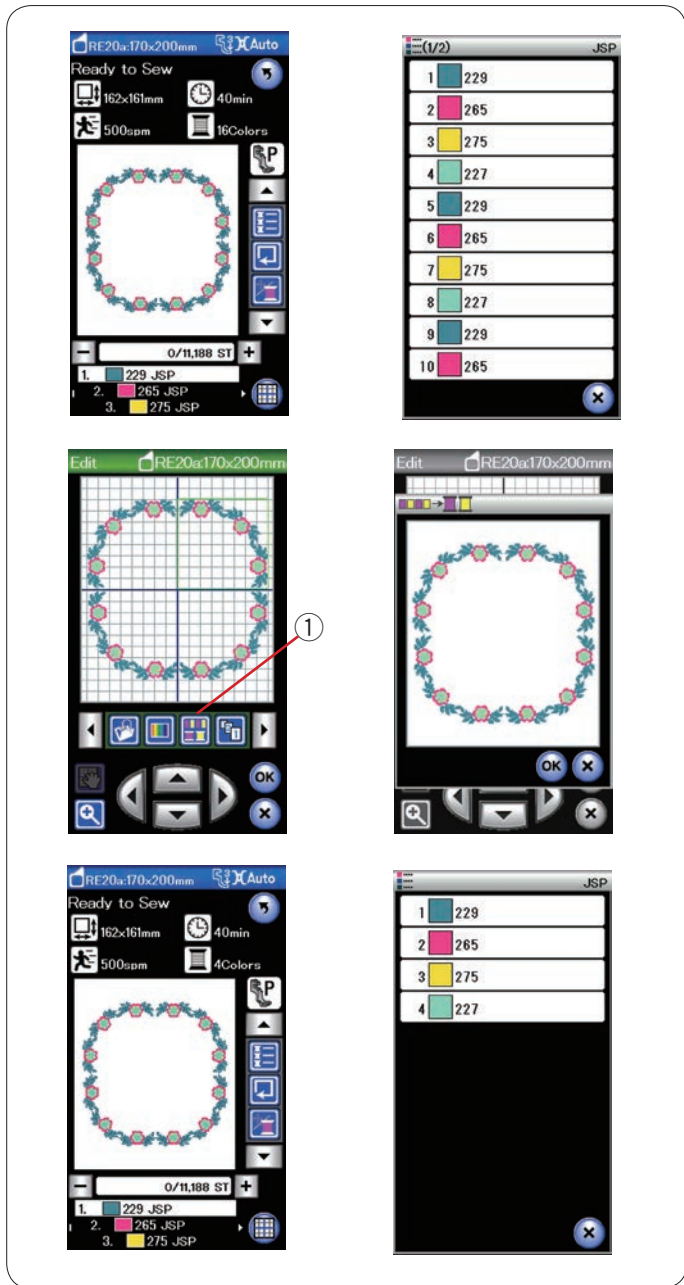 RE20a:170x200mm Auto
Ready to Sew
162x161mm 40min
500spm 16Colors
P
0/11,188 ST
1. 229 JSP
2. 265 JSP
3. 275 JSP
(1/2) JSP
1 229
2 265
3 275
4 227
5 229
6 265
7 275
8 227
9 229
10 265
Edit RE20a:170x200mm
1
OK
Edit RE20a:170x200mm
OK
RE20a:170x200mm Auto
Ready to Sew
162x161mm 40min
500spm 4Colors
P
0/11,188 ST
1. 229 JSP
2. 265 JSP
3. 275 JSP
JSP
1 229
2 265
3 275
4 227